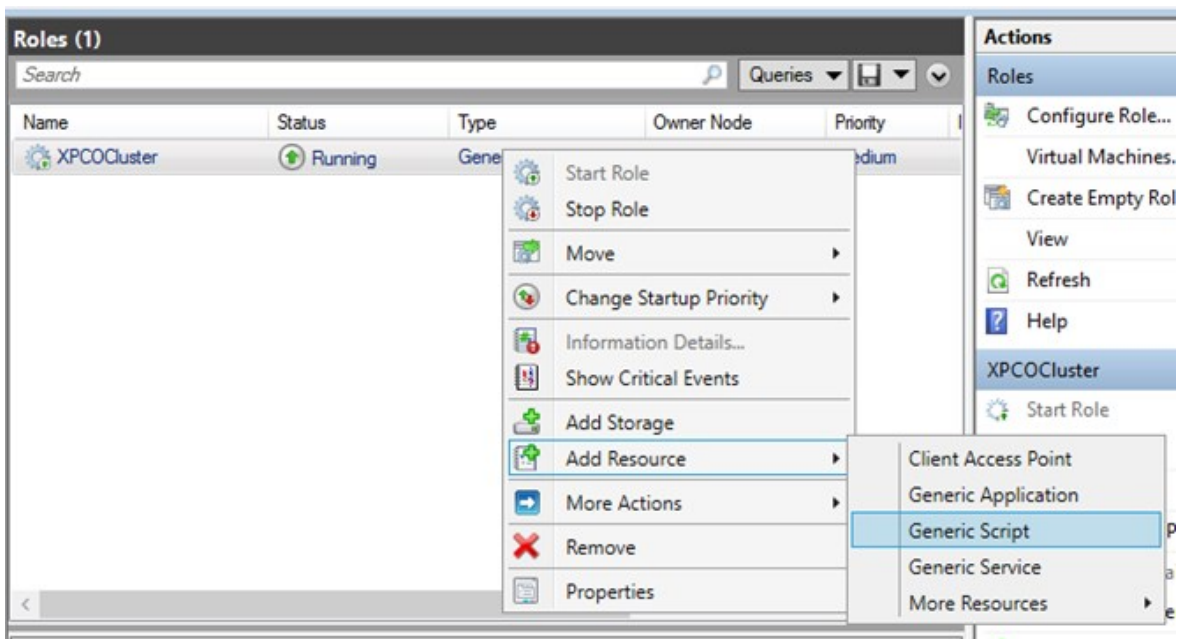 Roles (1)
Search
Queries
Name Status Type Owner Node Priority
XPCOCluster Running Gene edium
Start Role
Stop Role
Move
Change Startup Priority
Information Details...
Show Critical Events
Add Storage
Add Resource
More Actions
Remove
Properties
Client Access Point
Generic Application
Generic Script
Generic Service
More Resources
Actions
Roles
Configure Role...
Virtual Machines.
Create Empty Rol
View
Refresh
Help
XPCOCluster
Start Role